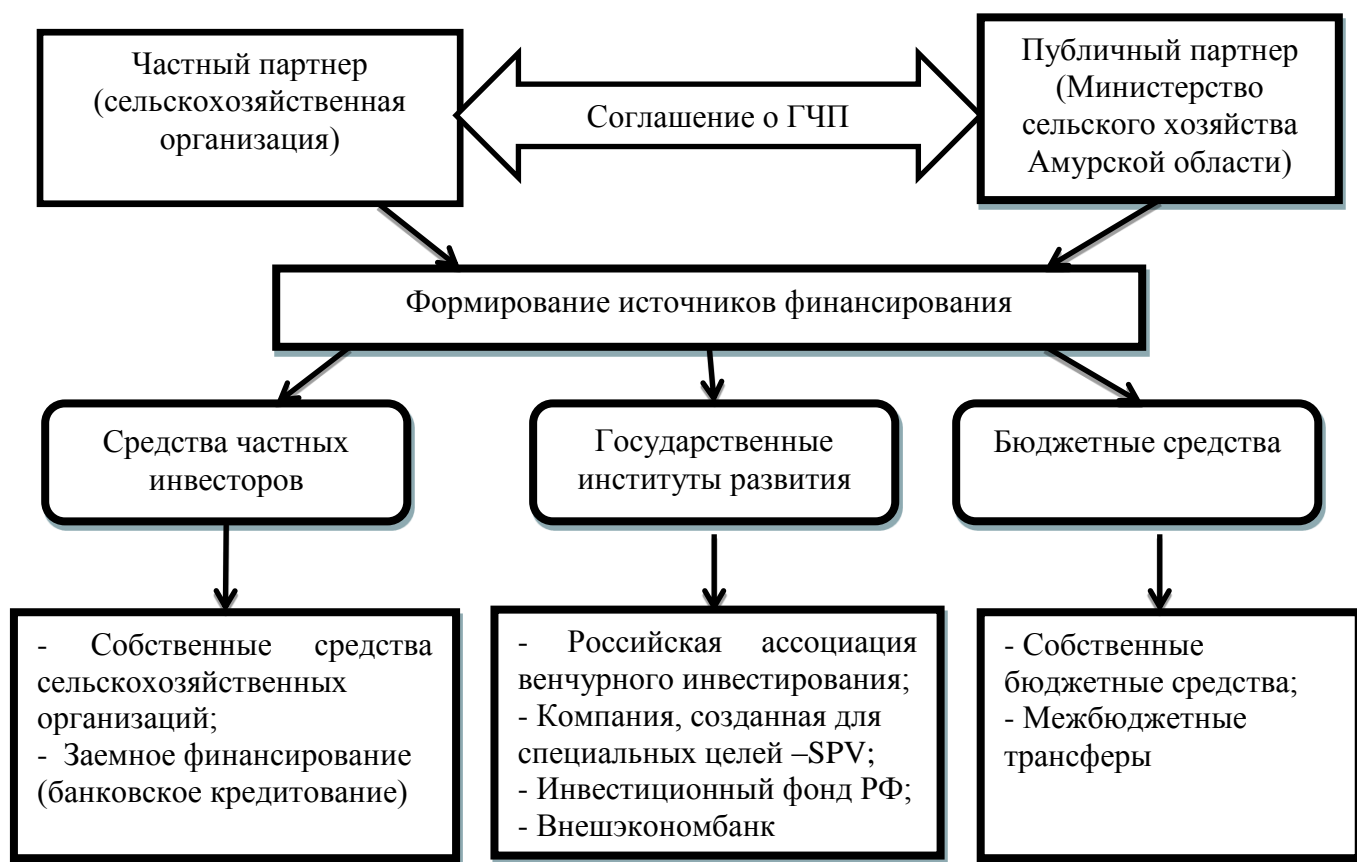 Частный партнер
(сельскохозяйственная
организация)
Соглашение о ГЧП
Публичный партнер
(Министерство
сельского хозяйства
Амурской области)
Формирование источников финансирования
Средства частных
инвесторов
Государственные
институты развития
Бюджетные средства
- Собственные средства
сельскохозяйственных
организаций;
- Заемное финансирование
(банковское кредитование)
- Российская ассоциация
венчурного инвестирования;
- Компания, созданная для
специальных целей –SPV;
- Инвестиционный фонд РФ;
- Внешэкономбанк
- Собственные
бюджетные средства;
- Межбюджетные
трансферы